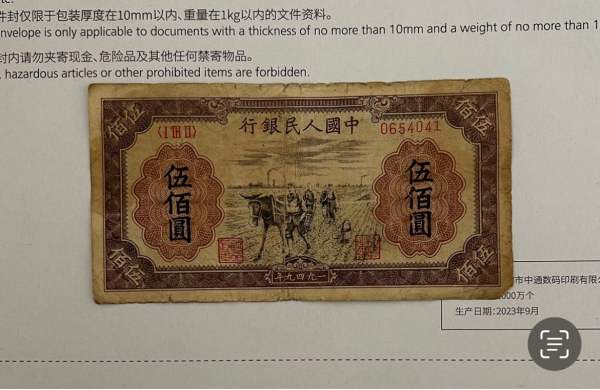 件封仅限于包装厚度在10mm以内、重量在1kg以内的文件资料。
nvelope is only applicable to documents with a thickness of no more than 10mm and a weight of no more than 1
封内请勿夹寄现金、危险品及其他任何禁寄物品。
, hazardous articles or other prohibited items are forbidden.
佰伍
伍佰
行銀民人國中
0654041
伍佰圓
伍佰圓
佰伍
伍佰
年九四九一
市中通数码印刷有限
000万个
生产日期:2023年9月